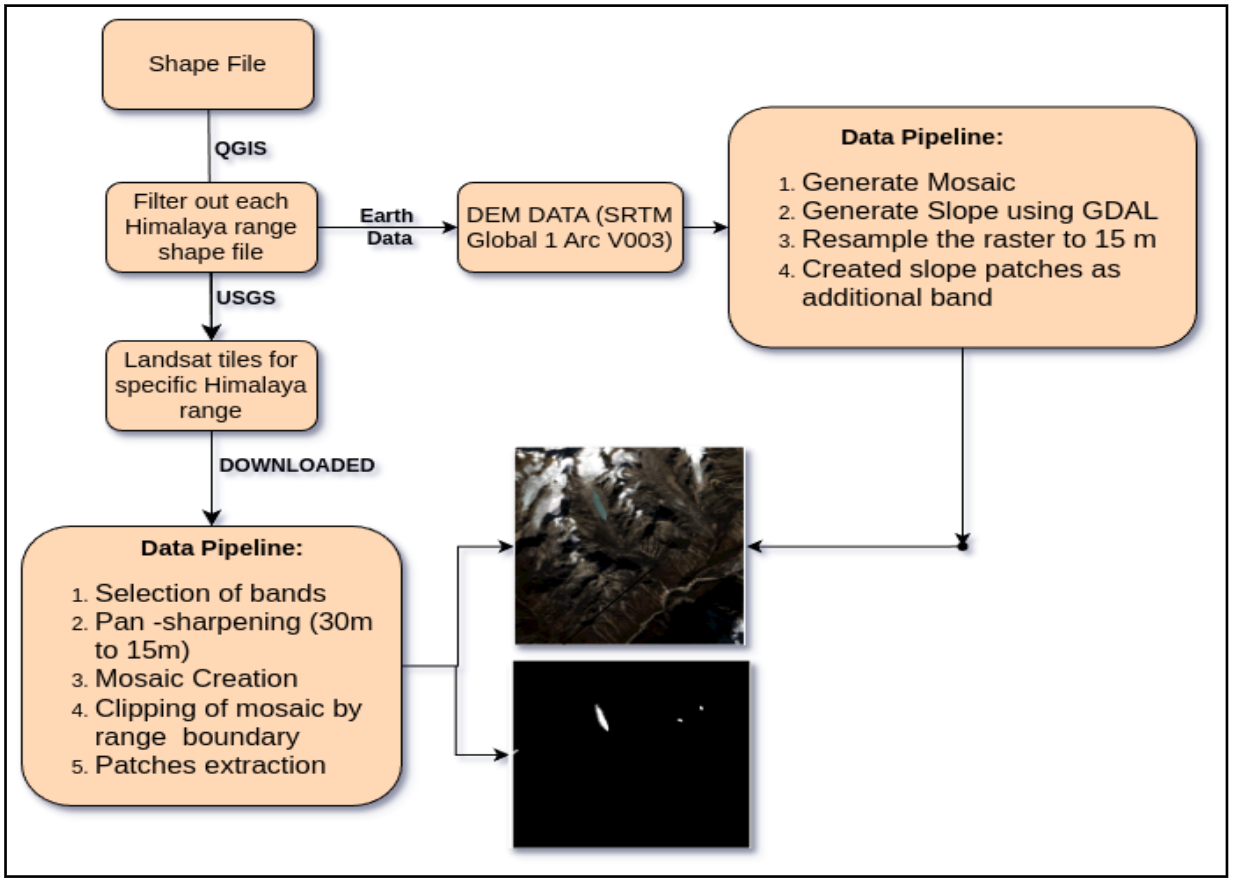 Shape File
QGIS
Filter out each
Himalaya range
shape file
Earth
Data
DEM DATA (SRTM
Global 1 Arc V003)
Data Pipeline:
1. Generate Mosaic
2. Generate Slope using GDAL
3. Resample the raster to 15 m
4. Created slope patches as
additional band
USGS
Landsat tiles for
specific Himalaya
range
DOWNLOADED
Data Pipeline:
1. Selection of bands
2. Pan -sharpening (30m
to 15m)
3. Mosaic Creation
4. Clipping of mosaic by
range boundary
5. Patches extraction